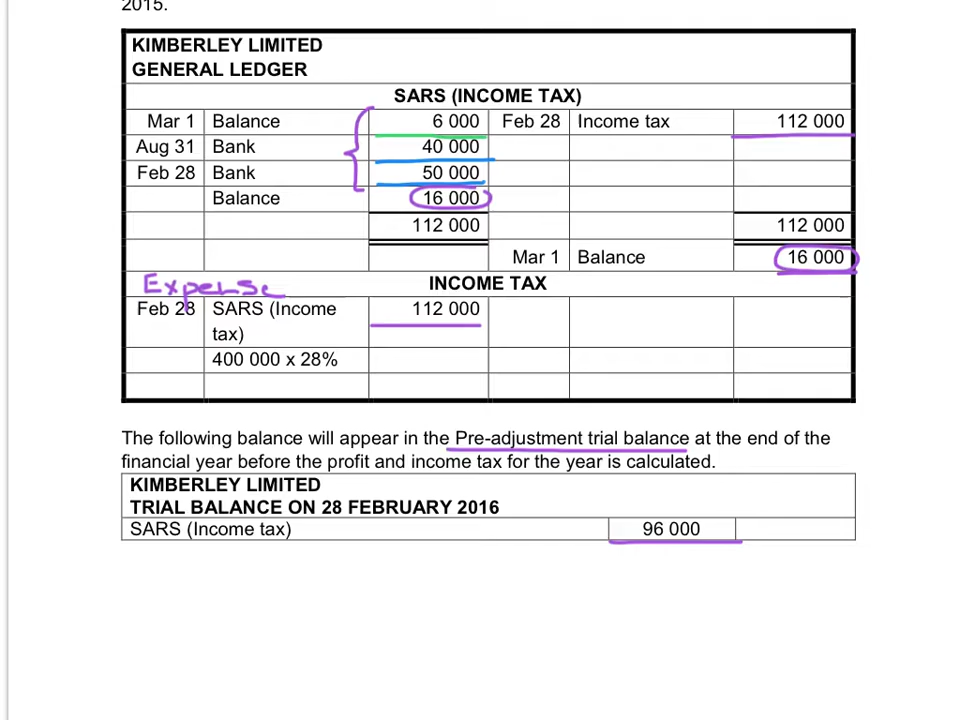 2015.
KIMBERLEY LIMITED
GENERAL LEDGER
SARS (INCOME TAX)
Mar 1 Balance 6 000 Feb 28 Income tax 112 000
Aug 31 Bank 40 000
Feb 28 Bank 50 000
Balance 16 000
112 000 112 000
Mar 1 Balance 16 000
Expense INCOME TAX
Feb 28 SARS (Income 112 000
tax)
400 000 x 28%
The following balance will appear in the Pre-adjustment trial balance at the end of the
financial year before the profit and income tax for the year is calculated.
KIMBERLEY LIMITED
TRIAL BALANCE ON 28 FEBRUARY 2016
SARS (Income tax) 96 000